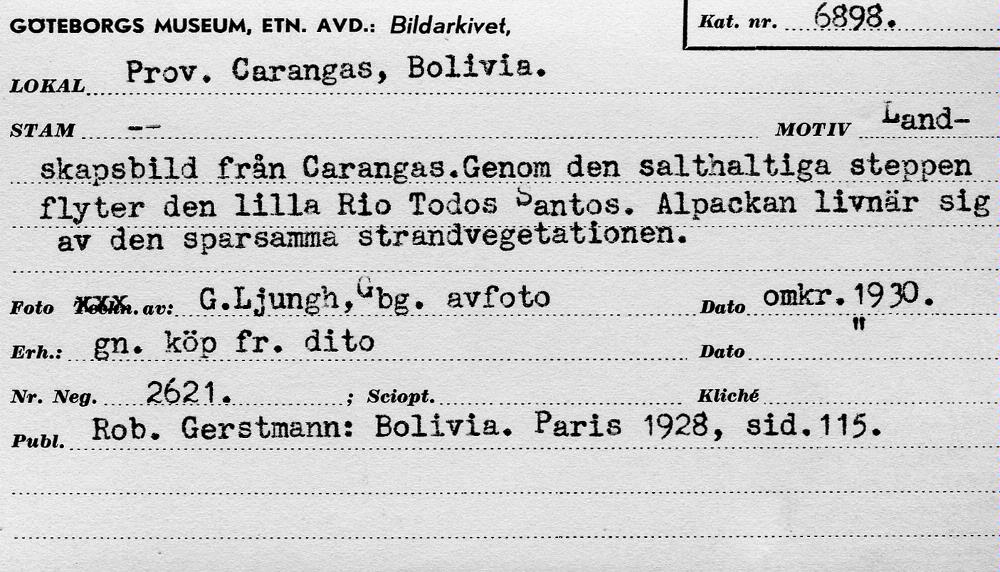 GÖTEBORGS MUSEUM, ETN. AVD.: Bildarkivet, Kat. nr. 6898.
LOKAL Prov. Carangas, Bolivia.
STAM -- MOTIV Land-
skapsbild från Carangas.Genom den salthaltiga steppen
flyter den lilla Rio Todos Santos. Alpackan livnär sig
av den sparsamma strandvegetationen.
Foto av: G.Ljungh,Gbg. avfoto Dato omkr.1930.
Erh.: gn. köp fr. dito Dato "
Nr. Neg. 2621. ; Sciopt. Kliché
Publ. Rob. Gerstmann: Bolivia. Paris 1928, sid.115.